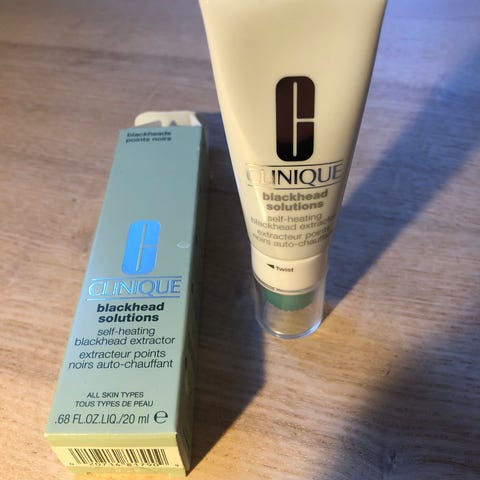 blackheads
points noirs
CLINIQUE
blackhead
solutions
self-heating
blackhead extractor
extracteur points
noirs auto-chauffant
ALL SKIN TYPES
TOUS TYPES DE PEAU
.68 FL.OZ.LIQ./20 ml e
CLINIQUE
blackhead
solutions
self-heating
blackhead extractor
extracteur points
noirs auto-chauffant
Twist